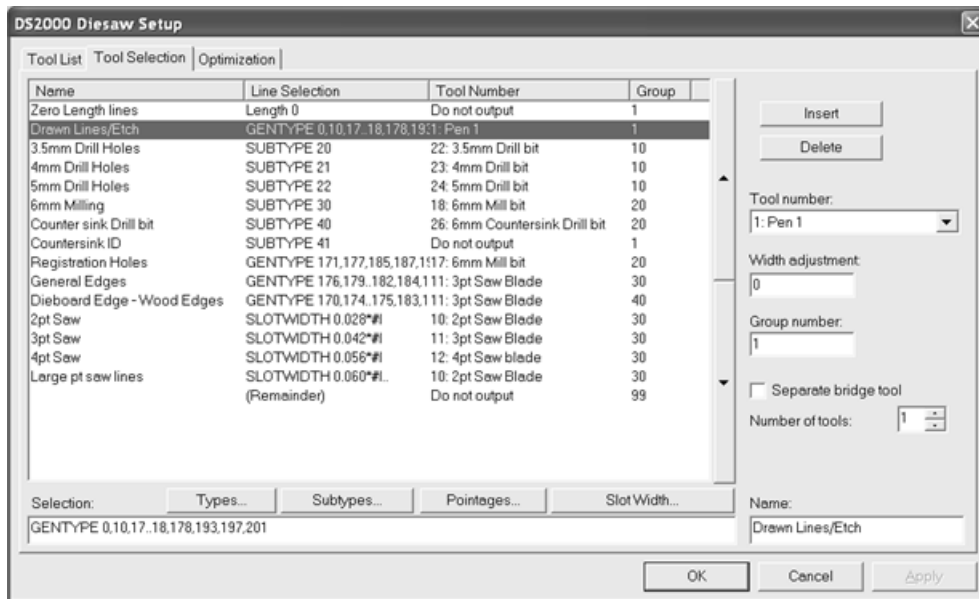 DS2000 Diesaw Setup
Tool List Tool Selection Optimization
Name Line Selection Tool Number Group
Zero Length lines Length 0 Do not output 1
Drawn Lines/Etch GENTYPE 0,10,17..18,178,193 1: Pen 1 1
3.5mm Drill Holes SUBTYPE 20 22: 3.5mm Drill bit 10
4mm Drill Holes SUBTYPE 21 23: 4mm Drill bit 10
5mm Drill Holes SUBTYPE 22 24: 5mm Drill bit 10
6mm Milling SUBTYPE 30 18: 6mm Mill bit 20
Counter sink Drill bit SUBTYPE 40 26: 6mm Countersink Drill bit 20
Countersink ID SUBTYPE 41 Do not output 1
Registration Holes GENTYPE 171,177,185,187,19 17: 6mm Mill bit 20
General Edges GENTYPE 176,179..182,184,1 11: 3pt Saw Blade 30
Dieboard Edge - Wood Edges GENTYPE 170,174..175,183,1 11: 3pt Saw Blade 40
2pt Saw SLOTWIDTH 0.028*#I 10: 2pt Saw Blade 30
3pt Saw SLOTWIDTH 0.042*#I 11: 3pt Saw Blade 30
4pt Saw SLOTWIDTH 0.056*#I 12: 4pt Saw blade 30
Large pt saw lines SLOTWIDTH 0.060*#I.. 10: 2pt Saw Blade 30
(Remainder) Do not output 99
Insert
Delete
Tool number:
1: Pen 1
Width adjustment:
0
Group number:
1
Separate bridge tool
Number of tools: 1
Selection: Types... Subtypes... Pointages... Slot Width...
GENTYPE 0,10,17..18,178,193,197,201
Name:
Drawn Lines/Etch
OK Cancel Apply